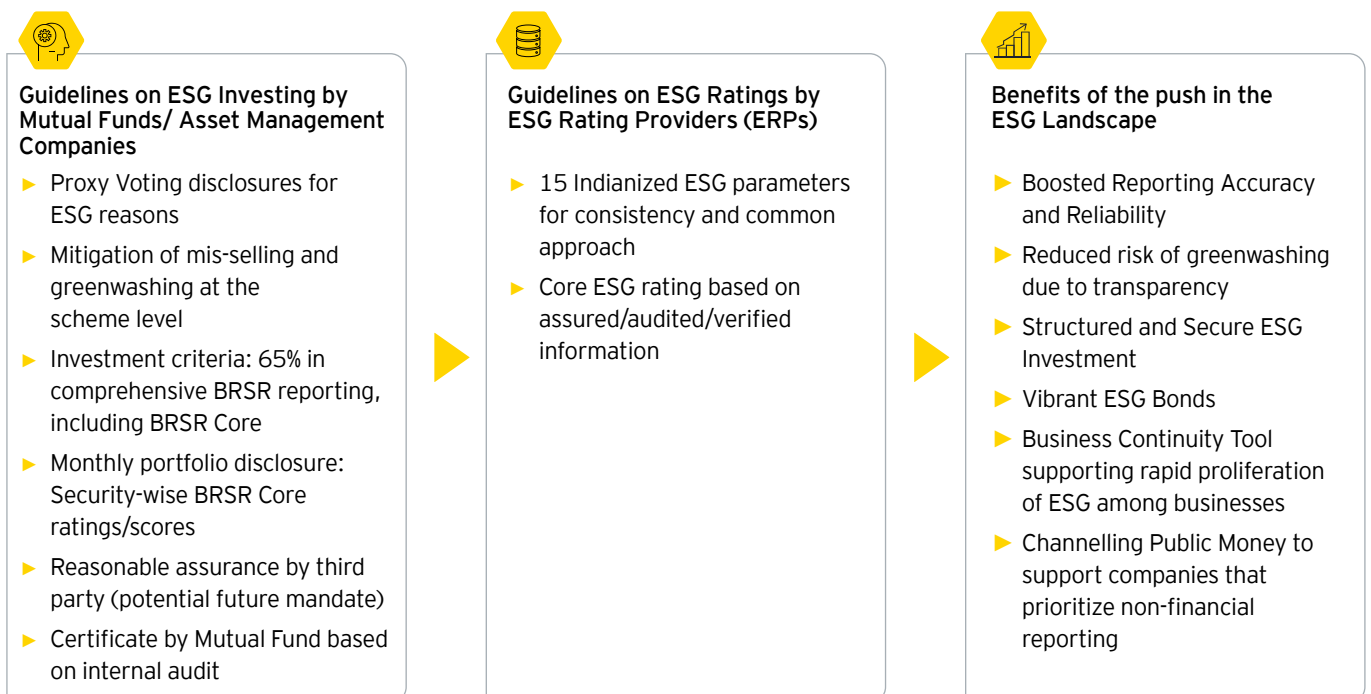 Guidelines on ESG Investing by
Mutual Funds/ Asset Management
Companies
► Proxy Voting disclosures for
ESG reasons
► Mitigation of mis-selling and
greenwashing at the
scheme level
► Investment criteria: 65% in
comprehensive BRSR reporting,
including BRSR Core
► Monthly portfolio disclosure:
Security-wise BRSR Core
ratings/scores
► Reasonable assurance by third
party (potential future mandate)
► Certificate by Mutual Fund based
on internal audit
Guidelines on ESG Ratings by
ESG Rating Providers (ERPs)
► 15 Indianized ESG parameters
for consistency and common
approach
► Core ESG rating based on
assured/audited/verified
information
Benefits of the push in the
ESG Landscape
► Boosted Reporting Accuracy
and Reliability
► Reduced risk of greenwashing
due to transparency
► Structured and Secure ESG
Investment
► Vibrant ESG Bonds
► Business Continuity Tool
supporting rapid proliferation
of ESG among businesses
► Channelling Public Money to
support companies that
prioritize non-financial
reporting